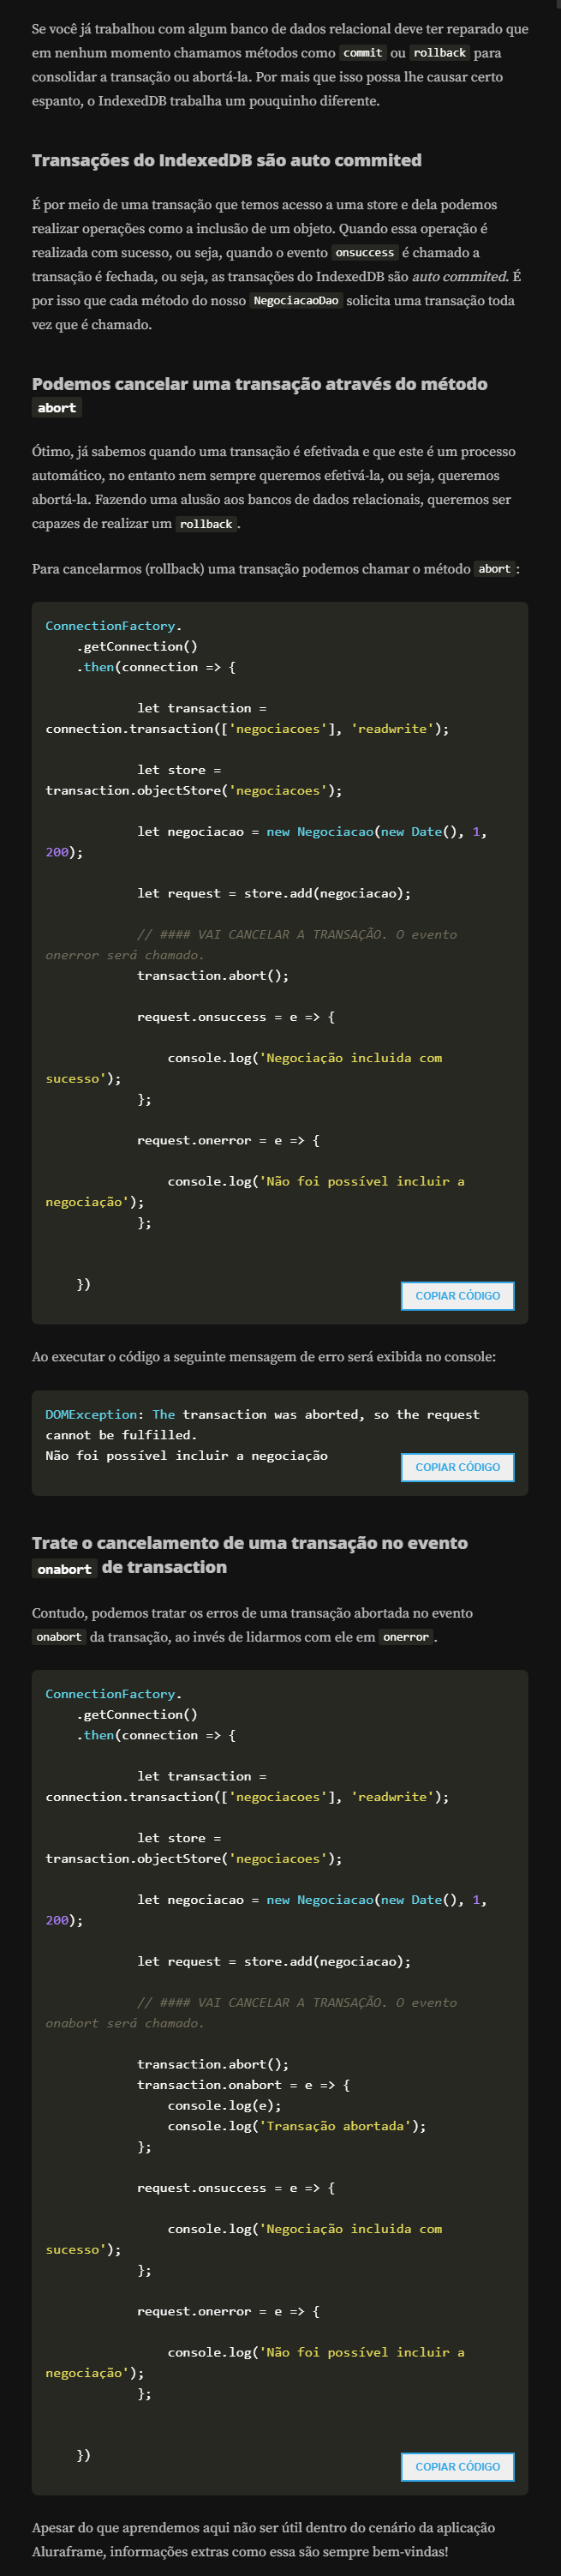 Se você já trabalhou com algum banco de dados relacional deve ter reparado que
em nenhum momento chamamos métodos como commit ou rollback para
consolidar a transação ou abortá-la. Por mais que isso possa lhe causar certo
espanto, o IndexedDB trabalha um pouquinho diferente.
Transações do IndexedDB são auto commited
É por meio de uma transação que temos acesso a uma store e dela podemos
realizar operações como a inclusão de um objeto. Quando essa operação é
realizada com sucesso, ou seja, quando o evento onsuccess é chamado a
transação é fechada, ou seja, as transações do IndexedDB são auto commited. É
por isso que cada método do nosso NegociacaoDao solicita uma transação toda
vez que é chamado.
Podemos cancelar uma transação através do método
abort
Ótimo, já sabemos quando uma transação é efetivada e que este é um processo
automático, no entanto nem sempre queremos efetivá-la, ou seja, queremos
abortá-la. Fazendo uma alusão aos bancos de dados relacionais, queremos ser
capazes de realizar um rollback.
Para cancelarmos (rollback) uma transação podemos chamar o método abort:
ConnectionFactory.
    .getConnection()
    .then(connection => {
            let transaction =
connection.transaction(['negociacoes'], 'readwrite');
            let store =
transaction.objectStore('negociacoes');
            let negociacao = new Negociacao(new Date(), 1,
200);
            let request = store.add(negociacao);
            // #### VAI CANCELAR A TRANSAÇÃO. O evento
onerror será chamado.
            transaction.abort();
            request.onsuccess = e => {
                console.log('Negociação incluida com
sucesso');
            };
            request.onerror = e => {
                console.log('Não foi possível incluir a
negociação');
            };
    })
COPIAR CÓDIGO
Ao executar o código a seguinte mensagem de erro será exibida no console:
DOMException: The transaction was aborted, so the request
cannot be fulfilled.
Não foi possível incluir a negociação
COPIAR CÓDIGO
Trate o cancelamento de uma transação no evento
onabort de transaction
Contudo, podemos tratar os erros de uma transação abortada no evento
onabort da transação, ao invés de lidarmos com ele em onerror.
ConnectionFactory.
    .getConnection()
    .then(connection => {
            let transaction =
connection.transaction(['negociacoes'], 'readwrite');
            let store =
transaction.objectStore('negociacoes');
            let negociacao = new Negociacao(new Date(), 1,
200);
            let request = store.add(negociacao);
            // #### VAI CANCELAR A TRANSAÇÃO. O evento
onabort será chamado.
            transaction.abort();
            transaction.onabort = e => {
                console.log(e);
                console.log('Transação abortada');
            };
            request.onsuccess = e => {
                console.log('Negociação incluida com
sucesso');
            };
            request.onerror = e => {
                console.log('Não foi possível incluir a
negociação');
            };
    })
COPIAR CÓDIGO
Apesar do que aprendemos aqui não ser útil dentro do cenário da aplicação
Aluraframe, informações extras como essa são sempre bem-vindas!